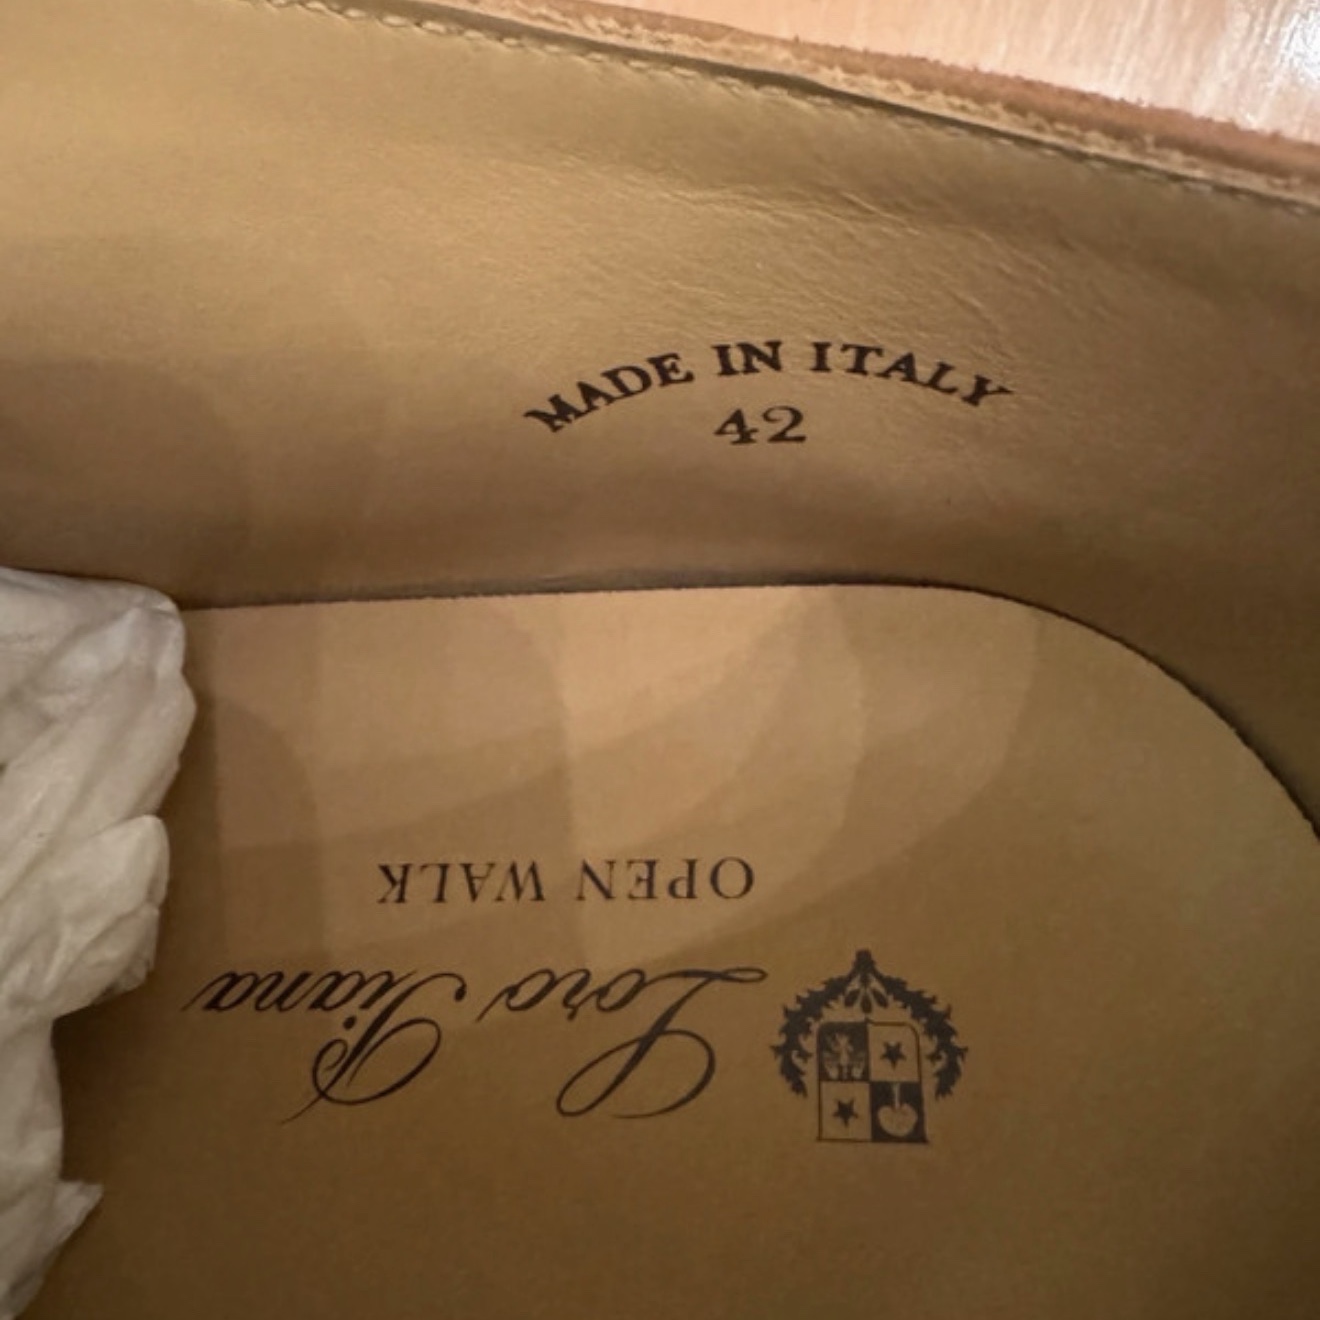 MADE IN ITALY
42
Loro Piana
OPEN WALK